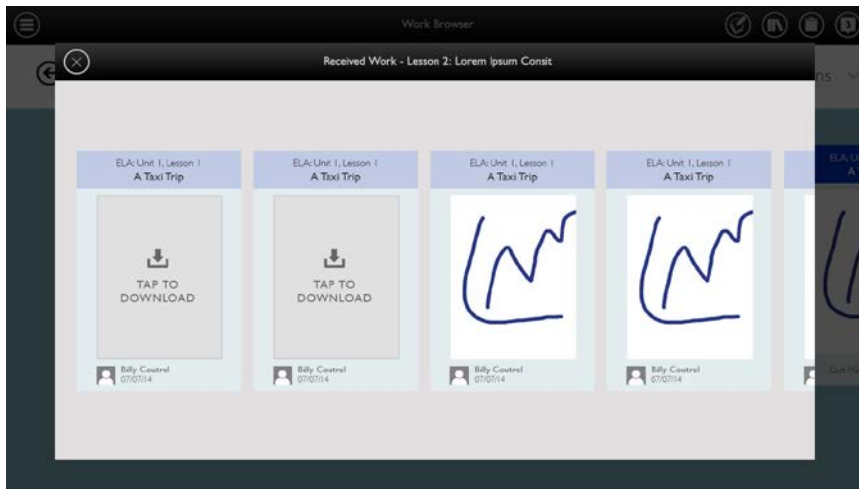 Work Browser
Received Work - Lesson 2: Lorem Ipsum Consit
ELA: Unit 1, Lesson 1
A Taxi Trip
TAP TO
DOWNLOAD
Billy Coutrel
07/07/14
ELA: Unit 1, Lesson 1
A Taxi Trip
TAP TO
DOWNLOAD
Billy Coutrel
07/07/14
ELA: Unit 1, Lesson 1
A Taxi Trip
Billy Coutrel
07/07/14
ELA: Unit 1, Lesson 1
A Taxi Trip
Billy Coutrel
07/07/14